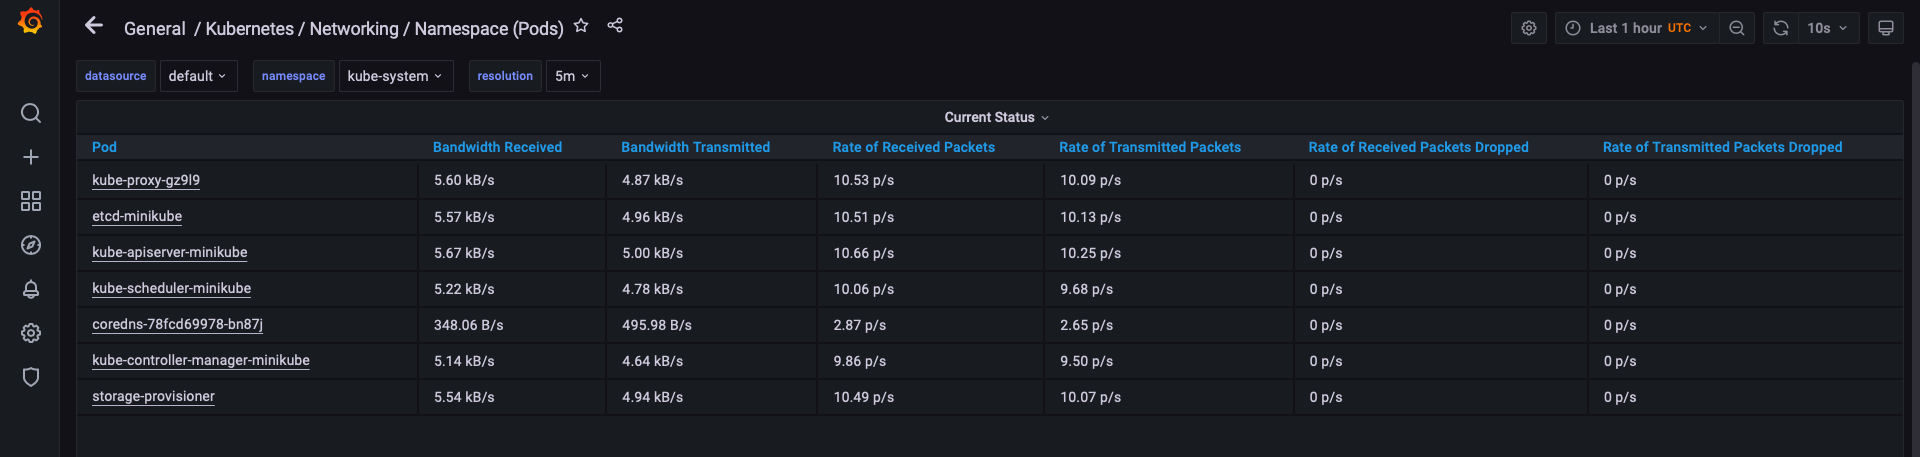 General / Kubernetes / Networking / Namespace (Pods)
Last 1 hour UTC
10s
datasource default namespace kube-system resolution 5m
Current Status
Pod Bandwidth Received Bandwidth Transmitted Rate of Received Packets Rate of Transmitted Packets Rate of Received Packets Dropped Rate of Transmitted Packets Dropped
kube-proxy-gz9l9 5.60 kB/s 4.87 kB/s 10.53 p/s 10.09 p/s 0 p/s 0 p/s
etcd-minikube 5.57 kB/s 4.96 kB/s 10.51 p/s 10.13 p/s 0 p/s 0 p/s
kube-apiserver-minikube 5.67 kB/s 5.00 kB/s 10.66 p/s 10.25 p/s 0 p/s 0 p/s
kube-scheduler-minikube 5.22 kB/s 4.78 kB/s 10.06 p/s 9.68 p/s 0 p/s 0 p/s
coredns-78fcd69978-bn87j 348.06 B/s 495.98 B/s 2.87 p/s 2.65 p/s 0 p/s 0 p/s
kube-controller-manager-minikube 5.14 kB/s 4.64 kB/s 9.86 p/s 9.50 p/s 0 p/s 0 p/s
storage-provisioner 5.54 kB/s 4.94 kB/s 10.49 p/s 10.07 p/s 0 p/s 0 p/s